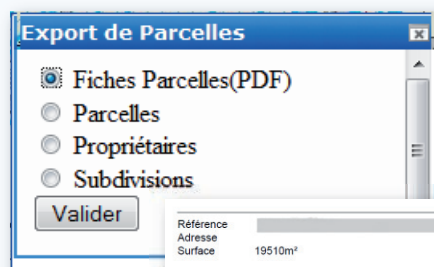 Export de Parcelles
Fiches Parcelles(PDF)
Parcelles
Propriétaires
Subdivisions
Valider
Référence
Adresse
Surface 19510m²